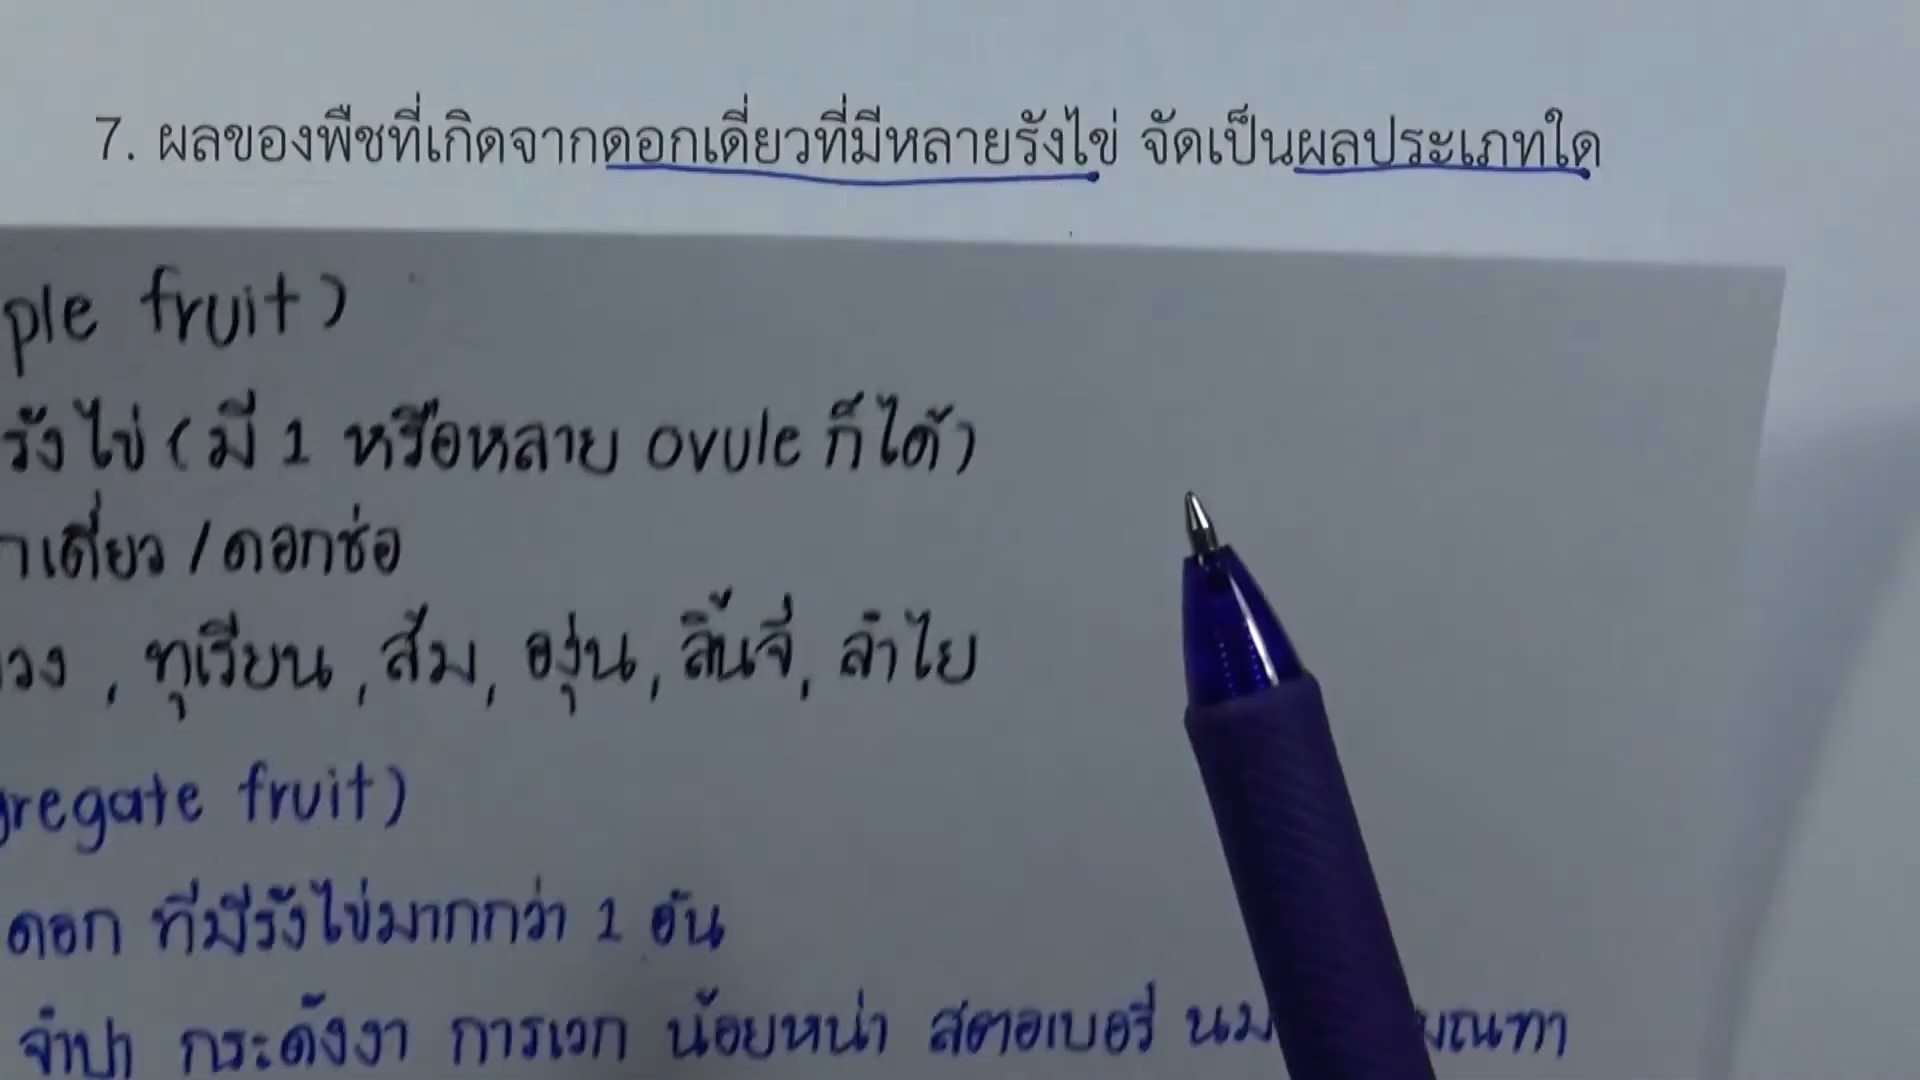 7. ผลของพืชที่เกิดจากดอกเดี่ยวที่มีหลายรังไข่ จัดเป็นผลประเภทใด
ple fruit)
รังไข่ (มี 1 หรือหลาย ovule ก็ได้)
เดี่ยว / ดอกช่อ
วง , ทุเรียน , ส้ม , องุ่น , ลิ้นจี่ , ลำไย
gregate fruit)
ดอก ที่มีรังไข่มากกว่า 1 อัน
จำปา กระดังงา การเวก น้อยหน่า สตอเบอรี่ นม มณฑา